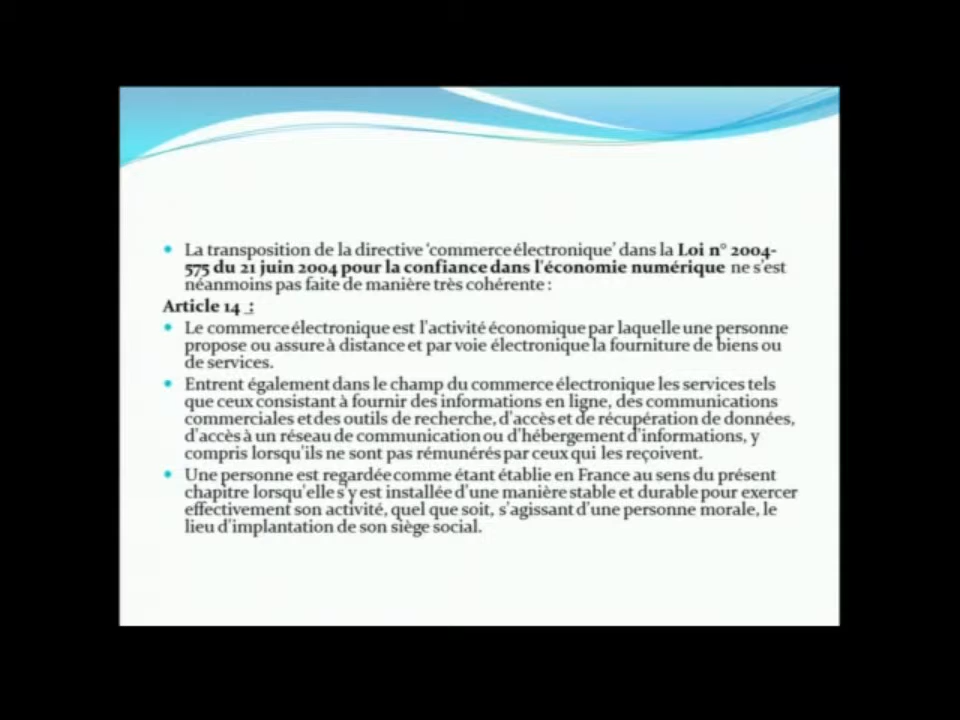 La transposition de la directive ‘commerce électronique’ dans la Loi n° 2004-
575 du 21 juin 2004 pour la confiance dans l'économie numérique ne s'est
néanmoins pas faite de manière très cohérente :
Article 14 :
Le commerce électronique est l'activité économique par laquelle une personne
propose ou assure à distance et par voie électronique la fourniture de biens ou
de services.
Entrent également dans le champ du commerce électronique les services tels
que ceux consistant à fournir des informations en ligne, des communications
commerciales et des outils de recherche, d'accès et de récupération de données,
d'accès à un réseau de communication ou d'hébergement d'informations, y
compris lorsqu'ils ne sont pas rémunérés par ceux qui les reçoivent.
Une personne est regardée comme étant établie en France au sens du présent
chapitre lorsqu'elle s'y est installée d'une manière stable et durable pour exercer
effectivement son activité, quel que soit, s'agissant d'une personne morale, le
lieu d'implantation de son siège social.